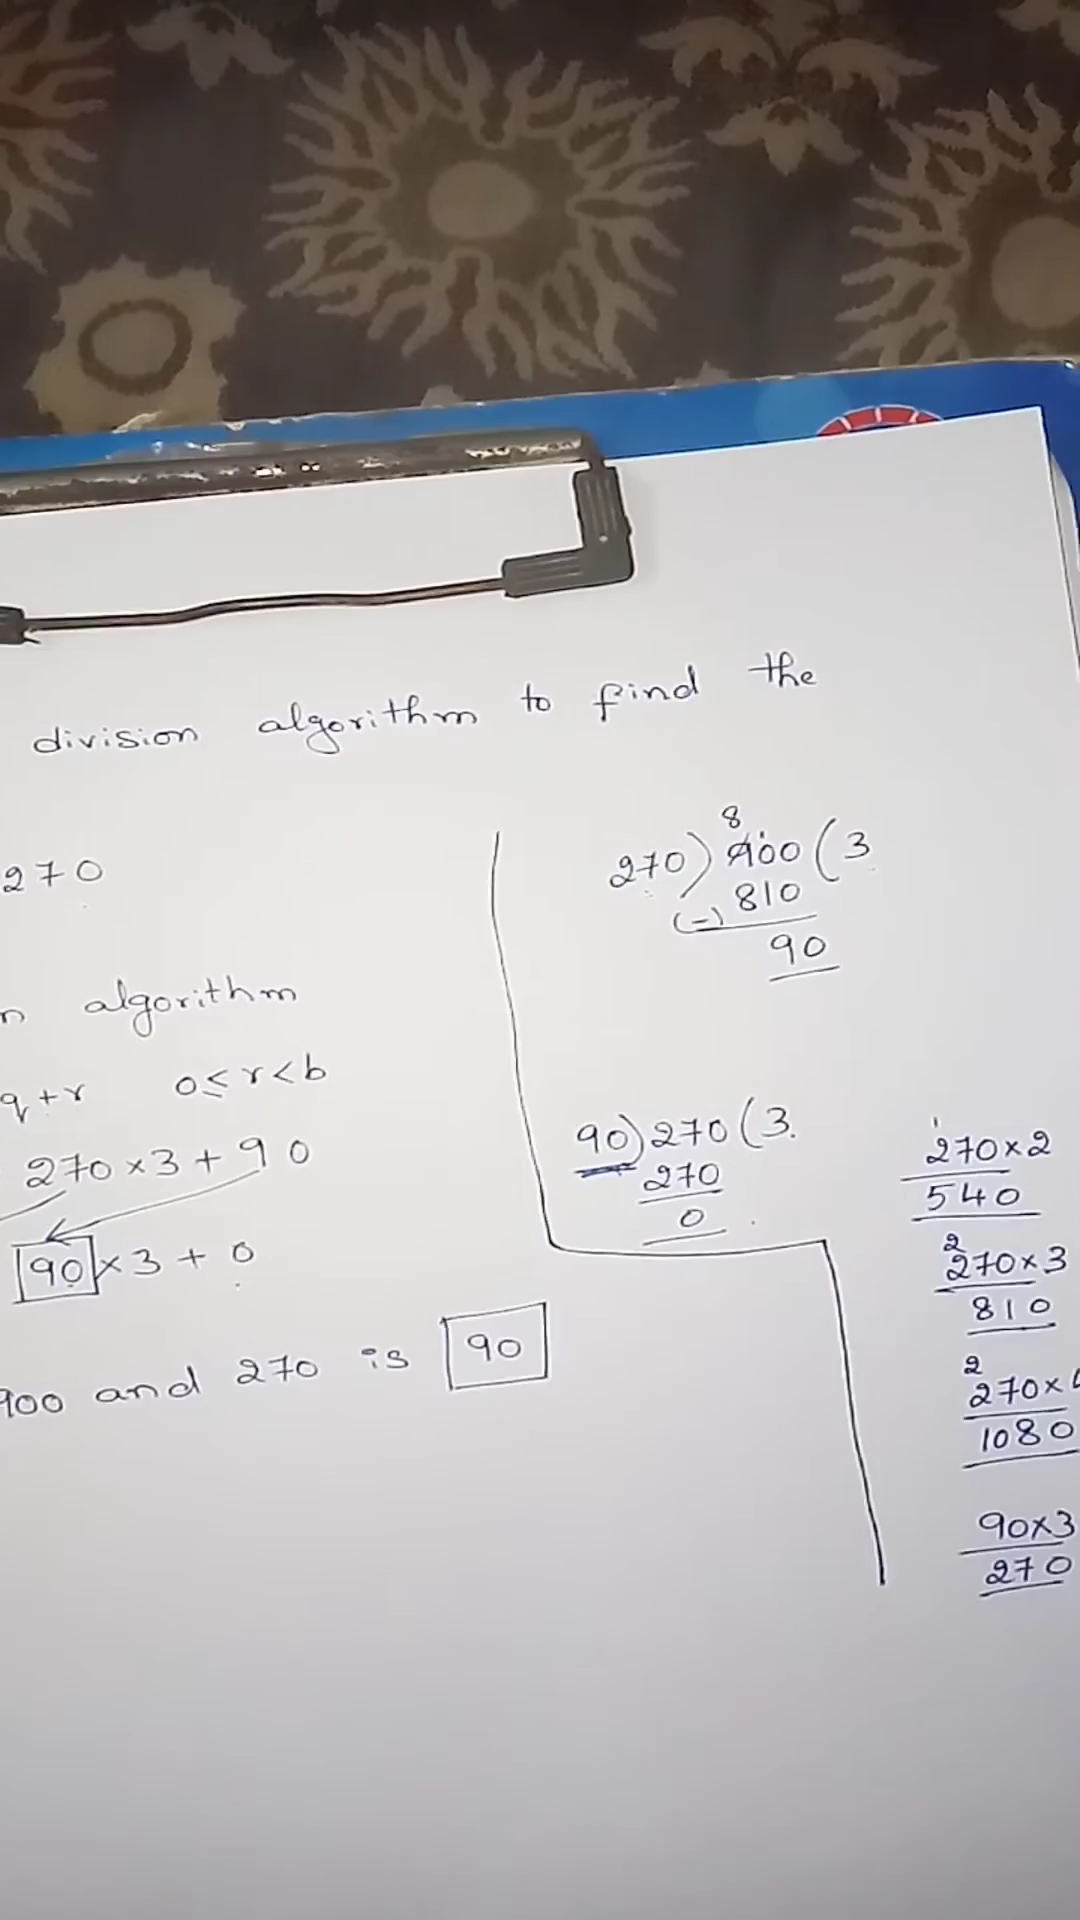 division algorithm to find the
270
algorithm
q + r 0 ≤ r < b
270 × 3 + 90
90 × 3 + 0
900 and 270 is 90
270 ) 900 ( 3
8
(-) 810
90
90 ) 270 ( 3
270
0
1
270 × 2
540
2
270 × 3
810
2
270 ×
1080
90 × 3
270